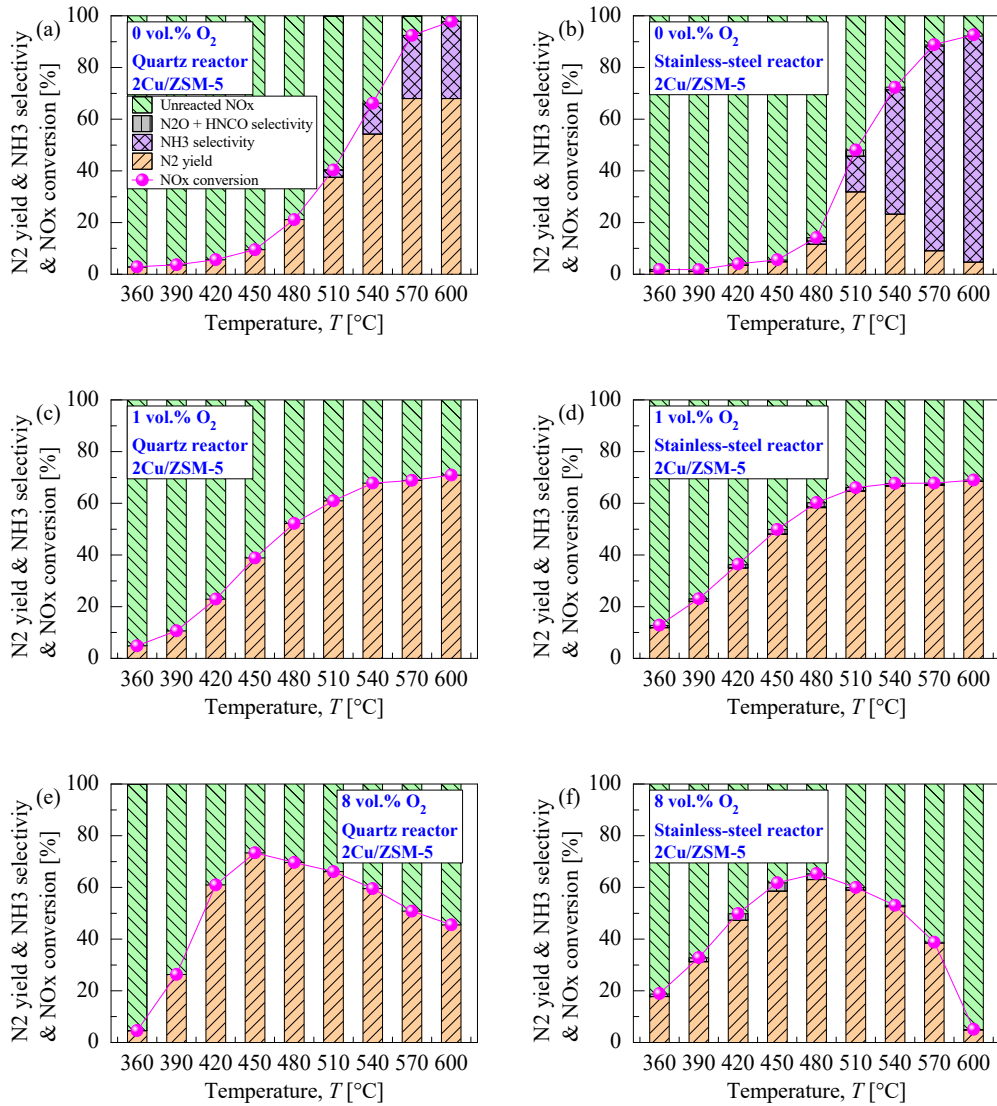 (a)
0 vol.% O2
Quartz reactor
2Cu/ZSM-5
Unreacted NOx
N2O + HNCO selectivity
NH3 selectivity
N2 yield
NOx conversion
N2 yield & NH3 selectiviy
& NOx conversion [%]
100
80
60
40
20
0
360 390 420 450 480 510 540 570 600
Temperature, T [°C]
(b)
0 vol.% O2
Stainless-steel reactor
2Cu/ZSM-5
N2 yield & NH3 selectiviy
& NOx conversion [%]
100
80
60
40
20
0
360 390 420 450 480 510 540 570 600
Temperature, T [°C]
(c)
1 vol.% O2
Quartz reactor
2Cu/ZSM-5
N2 yield & NH3 selectiviy
& NOx conversion [%]
100
80
60
40
20
0
360 390 420 450 480 510 540 570 600
Temperature, T [°C]
(d)
1 vol.% O2
Stainless-steel reactor
2Cu/ZSM-5
N2 yield & NH3 selectiviy
& NOx conversion [%]
100
80
60
40
20
0
360 390 420 450 480 510 540 570 600
Temperature, T [°C]
(e)
8 vol.% O2
Quartz reactor
2Cu/ZSM-5
N2 yield & NH3 selectiviy
& NOx conversion [%]
100
80
60
40
20
0
360 390 420 450 480 510 540 570 600
Temperature, T [°C]
(f)
8 vol.% O2
Stainless-steel reactor
2Cu/ZSM-5
N2 yield & NH3 selectiviy
& NOx conversion [%]
100
80
60
40
20
0
360 390 420 450 480 510 540 570 600
Temperature, T [°C]